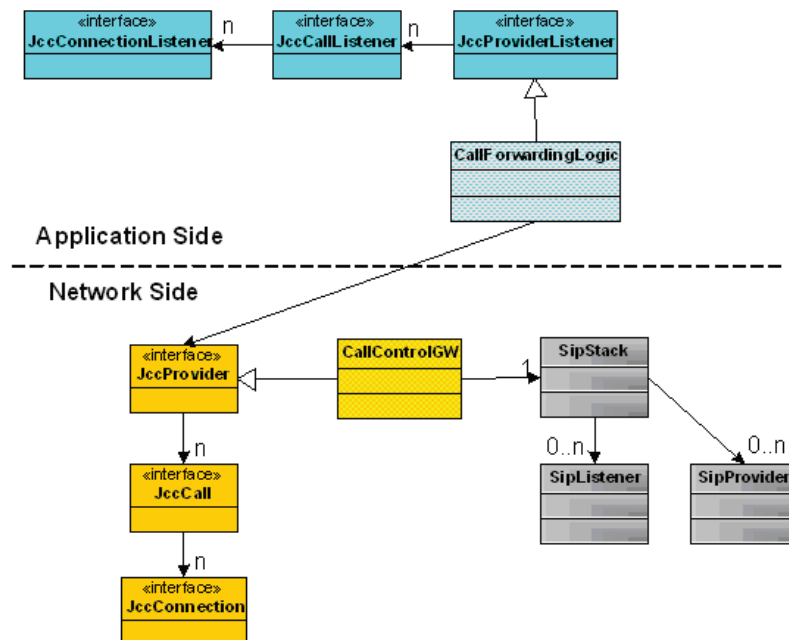 «interface»
JccConnectionListener
n
«interface»
JccCallListener
n
«interface»
JccProviderListener
CallForwardingLogic
Application Side
Network Side
«interface»
JccProvider
CallControlGW
1
SipStack
n
0..n
0..n
«interface»
JccCall
SipListener
SipProvider
n
«interface»
JccConnection